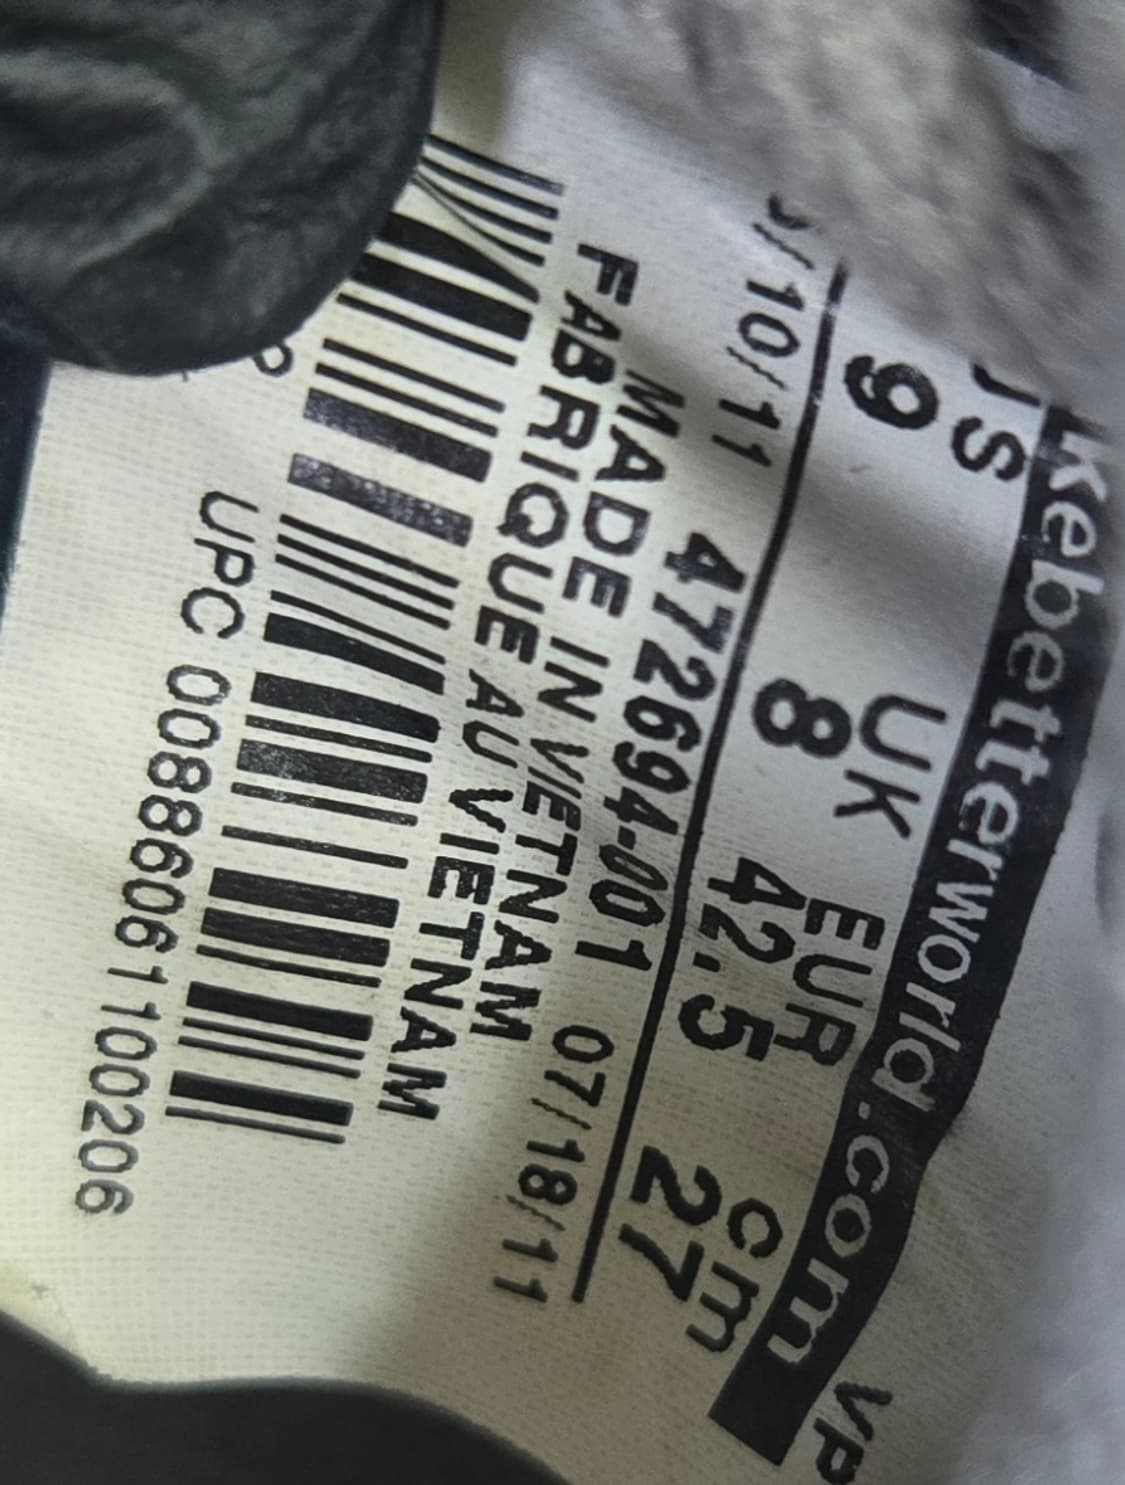 VP
kebetterworld.com
US UK EUR cm
9 8 42.5 27
/10/11 07/18/11
472694-001
MADE IN VIETNAM
FABRIQUE AU VIETNAM
UPC 00886061100206